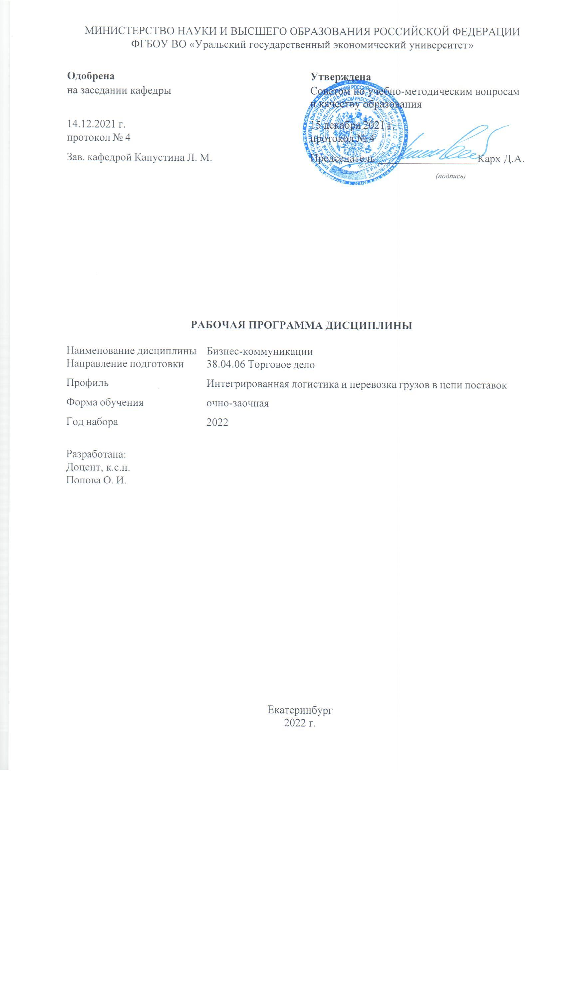 МИНИСТЕРСТВО НАУКИ И ВЫСШЕГО ОБРАЗОВАНИЯ РОССИЙСКОЙ ФЕДЕРАЦИИ
ФГБОУ ВО «Уральский государственный экономический университет»
Одобрена
на заседании кафедры
14.12.2021 г.
протокол № 4
Зав. кафедрой Капустина Л. М.
Утверждена
Советом по учебно-методическим вопросам
и качеству образования
15 декабря 2021 г.
протокол № 4
Председатель Карх Д.А.
(подпись)
РАБОЧАЯ ПРОГРАММА ДИСЦИПЛИНЫ
Наименование дисциплины Бизнес-коммуникации
Направление подготовки 38.04.06 Торговое дело
Профиль Интегрированная логистика и перевозка грузов в цепи поставок
Форма обучения очно-заочная
Год набора 2022
Разработана:
Доцент, к.с.н.
Попова О. И.
Екатеринбург
2022 г.